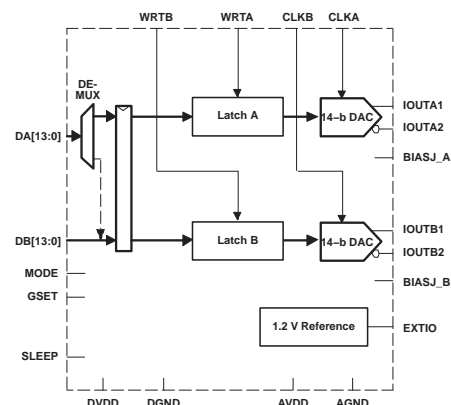 WRTB WRTA CLKB CLKA
DE-
MUX
IOUTA1
Latch A
14–b DAC
IOUTA2
DA[13:0]
BIASJ_A
IOUTB1
DB[13:0]
Latch B
14–b DAC
IOUTB2
MODE
BIASJ_B
GSET
1.2 V Reference
EXTIO
SLEEP
DVDD DGND AVDD AGND